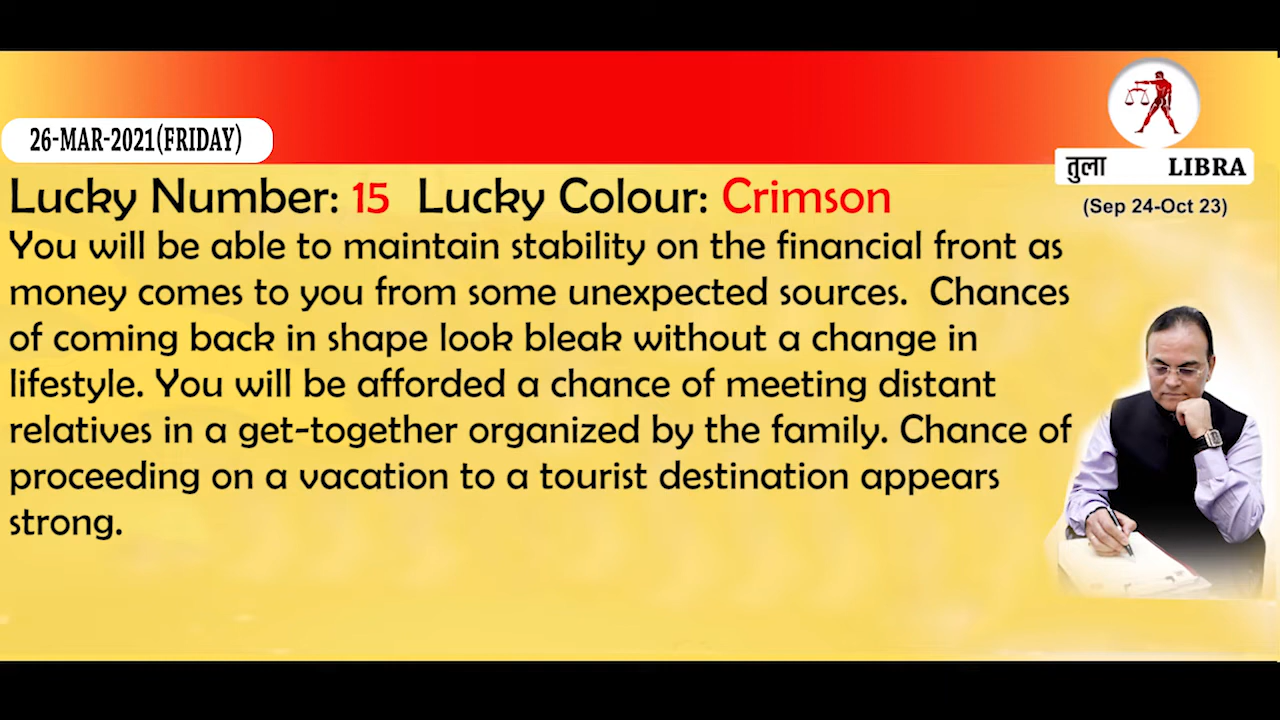 26-MAR-2021(FRIDAY)
तुला LIBRA
(Sep 24-Oct 23)
Lucky Number: 15 Lucky Colour: Crimson
You will be able to maintain stability on the financial front as
money comes to you from some unexpected sources. Chances
of coming back in shape look bleak without a change in
lifestyle. You will be afforded a chance of meeting distant
relatives in a get-together organized by the family. Chance of
proceeding on a vacation to a tourist destination appears
strong.